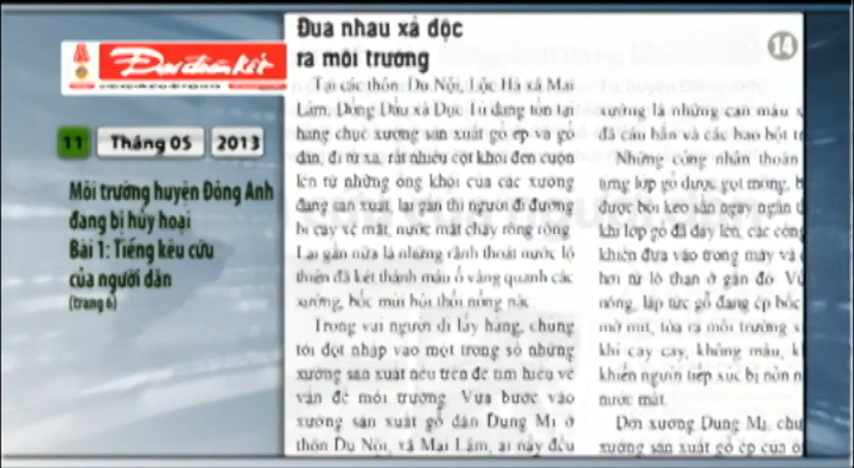 Đại đoàn kết
11 Tháng 05 2013
Môi trường huyện Đông Anh
đang bị hủy hoại
Bài 1: Tiếng kêu cứu
của người dân
(trang 6)
Đua nhau xả độc
ra môi trường
14
Tại các thôn: Du Nội, Lộc Hà xã Mai
Lâm, Đồng Dầu xã Dục Tú đang tồn tại
hàng chục xưởng sản xuất gỗ ép và gỗ
dán, đi từ xa, rất nhiều cột khói đen cuộn
lên từ những ống khói của các xưởng
đang sản xuất, lại gần thì người đi đường
bị cay xè mắt, nước mắt chảy ròng ròng.
Lại gần nữa là những rãnh thoát nước lộ
thiên đã kết thành màu ố vàng quanh các
xưởng, bốc mùi hôi thối nồng nặc.
Trong vai người đi lấy hàng, chúng
tôi đột nhập vào một trong số những
xưởng sản xuất nêu trên để tìm hiểu về
vấn đề môi trường. Vừa bước vào
xưởng sản xuất gỗ dán Dung Mì ở
thôn Du Nội, xã Mai Lâm, ai nấy đều
xưởng là những can màu
đã cáu bẩn và các bao bột
Những công nhân thoăn
từng lớp gỗ được gọt mỏng,
được bôi keo sẵn ngay ngắn
khi lớp gỗ đã dày lên, các công
khiển đưa vào trong máy và
hơi từ lò than ở gần đó.
nóng, lập tức gỗ đang ép bốc
mờ mịt, tỏa ra môi trường
khí cay cay, không màu,
khiến người tiếp xúc bị nôn
nước mắt.
Dời xưởng Dung Mì,
xưởng sản xuất gỗ ép của